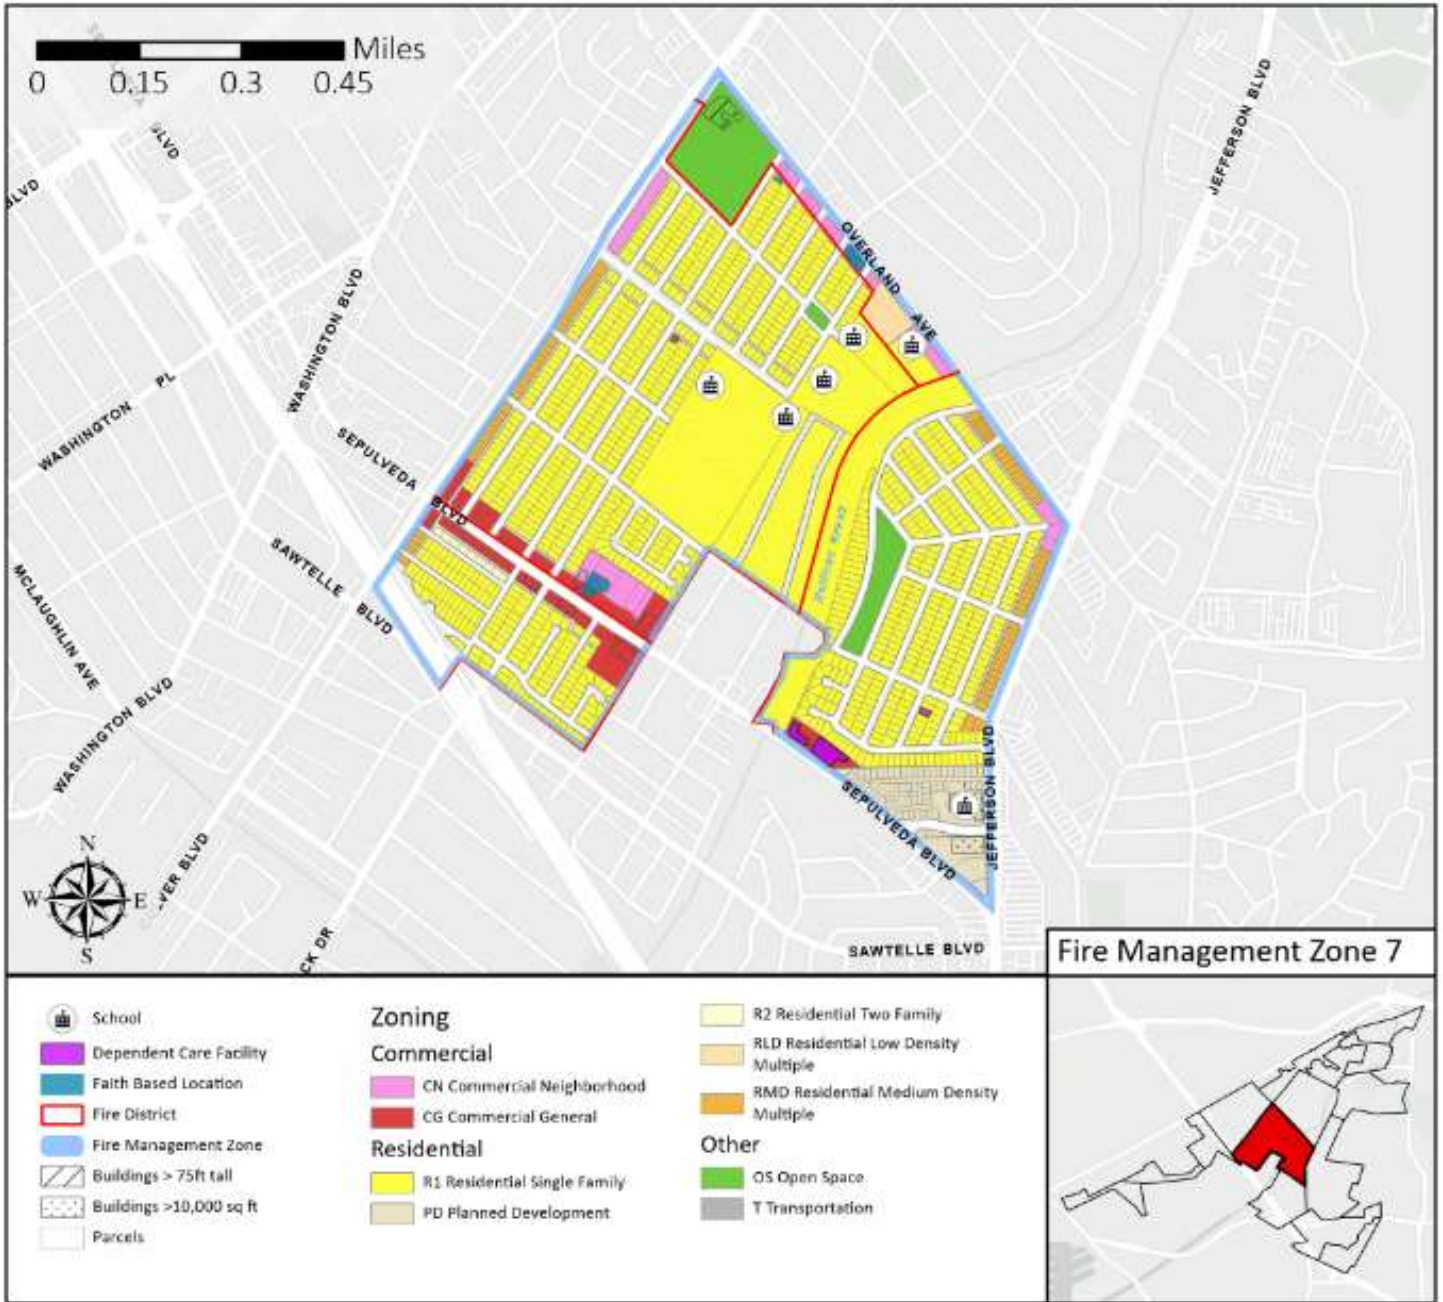 Miles
0 0.15 0.3 0.45
BLVD
BLVD
JEFFERSON BLVD
OVERLAND AVE
WASHINGTON BLVD
WASHINGTON PL
SEPULVEDA BLVD
SAWTELLE BLVD
MCLAUGHLIN AVE
WASHINGTON BLVD
SEPULVEDA BLVD
JEFFERSON BLVD
N
W E
S
VER BLVD
CK DR
SAWTELLE BLVD
Fire Management Zone 7
School
Dependent Care Facility
Faith Based Location
Fire District
Fire Management Zone
Buildings > 75ft tall
Buildings >10,000 sq ft
Parcels
Zoning
Commercial
CN Commercial Neighborhood
CG Commercial General
Residential
R1 Residential Single Family
PD Planned Development
R2 Residential Two Family
RLD Residential Low Density
Multiple
RMD Residential Medium Density
Multiple
Other
OS Open Space
T Transportation